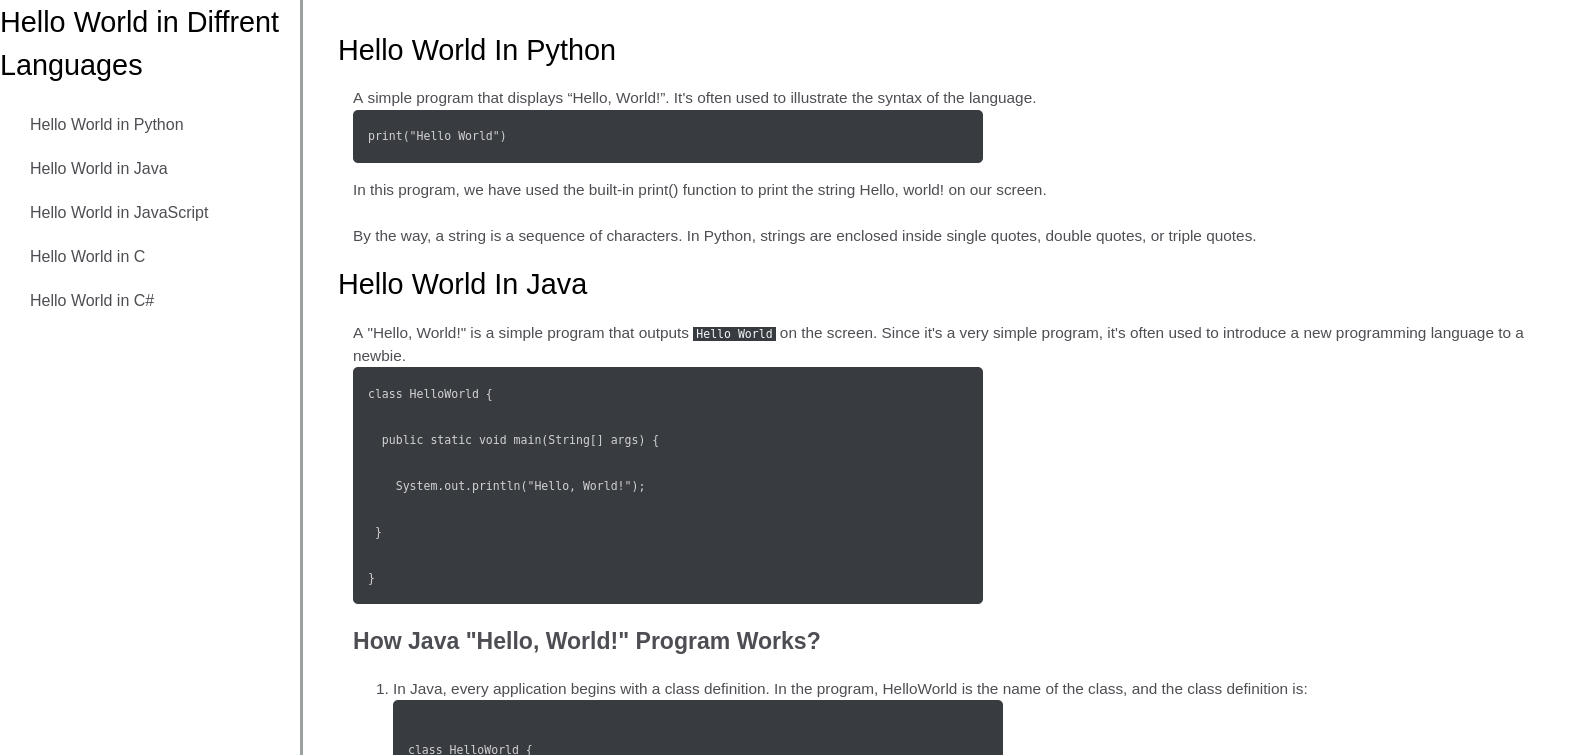 Hello World in Diffrent
Languages
Hello World in Python
Hello World in Java
Hello World in JavaScript
Hello World in C
Hello World in C#
Hello World In Python
A simple program that displays “Hello, World!”. It's often used to illustrate the syntax of the language.
print("Hello World")
In this program, we have used the built-in print() function to print the string Hello, world! on our screen.
By the way, a string is a sequence of characters. In Python, strings are enclosed inside single quotes, double quotes, or triple quotes.
Hello World In Java
A "Hello, World!" is a simple program that outputs Hello World on the screen. Since it's a very simple program, it's often used to introduce a new programming language to a
newbie.
class HelloWorld {
public static void main(String[] args) {
System.out.println("Hello, World!");
}
}
How Java "Hello, World!" Program Works?
1. In Java, every application begins with a class definition. In the program, HelloWorld is the name of the class, and the class definition is:
class HelloWorld {